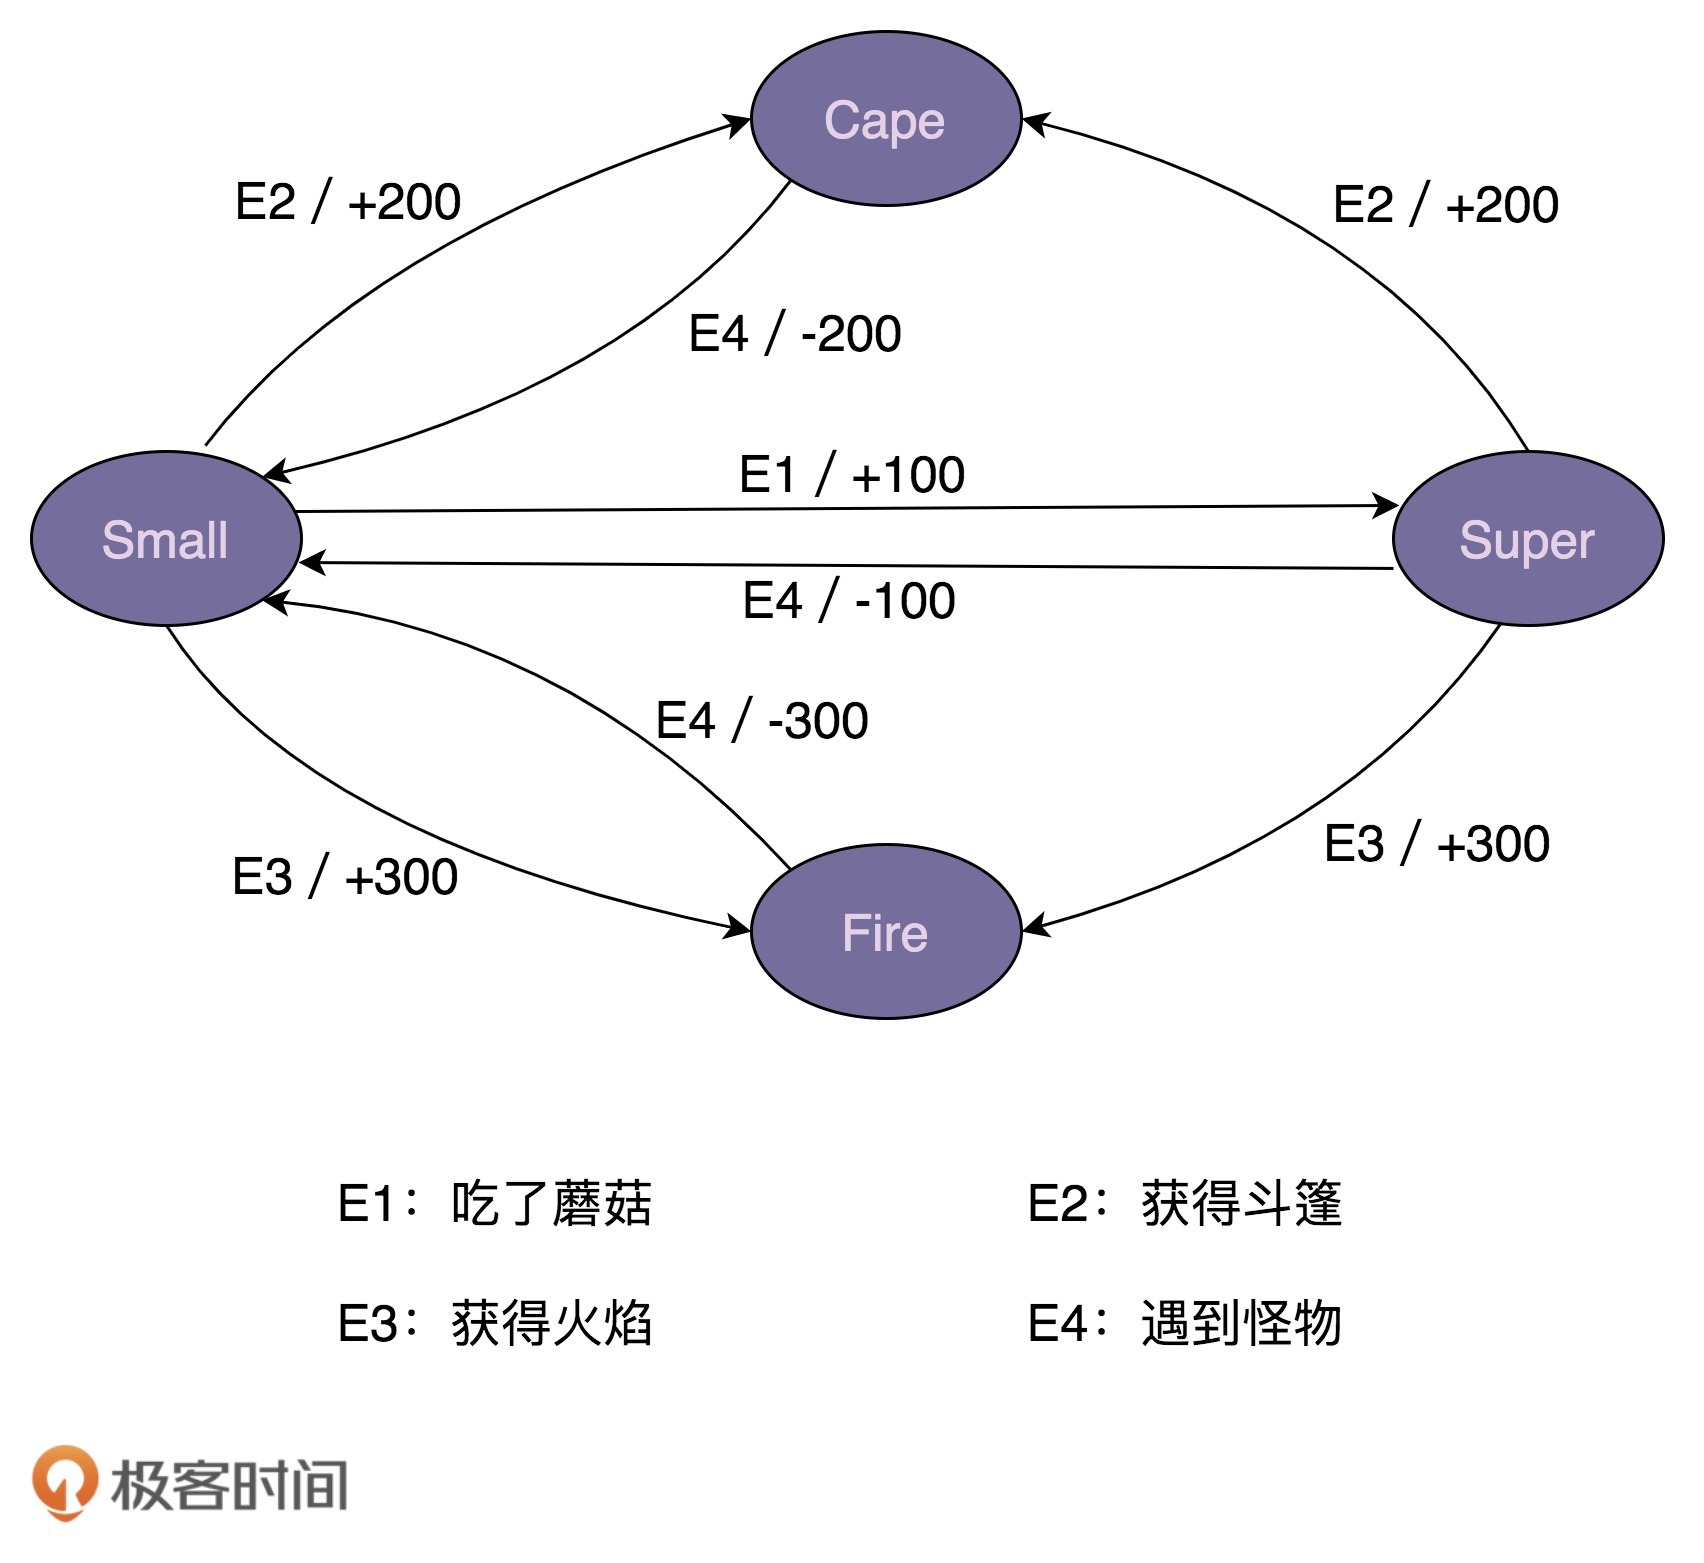 Cape
E2 / +200
E2 / +200
E4 / -200
E1 / +100
Small
Super
E4 / -100
E4 / -300
E3 / +300
E3 / +300
Fire
E1：吃了蘑菇
E2：获得斗篷
E3：获得火焰
E4：遇到怪物
极客时间